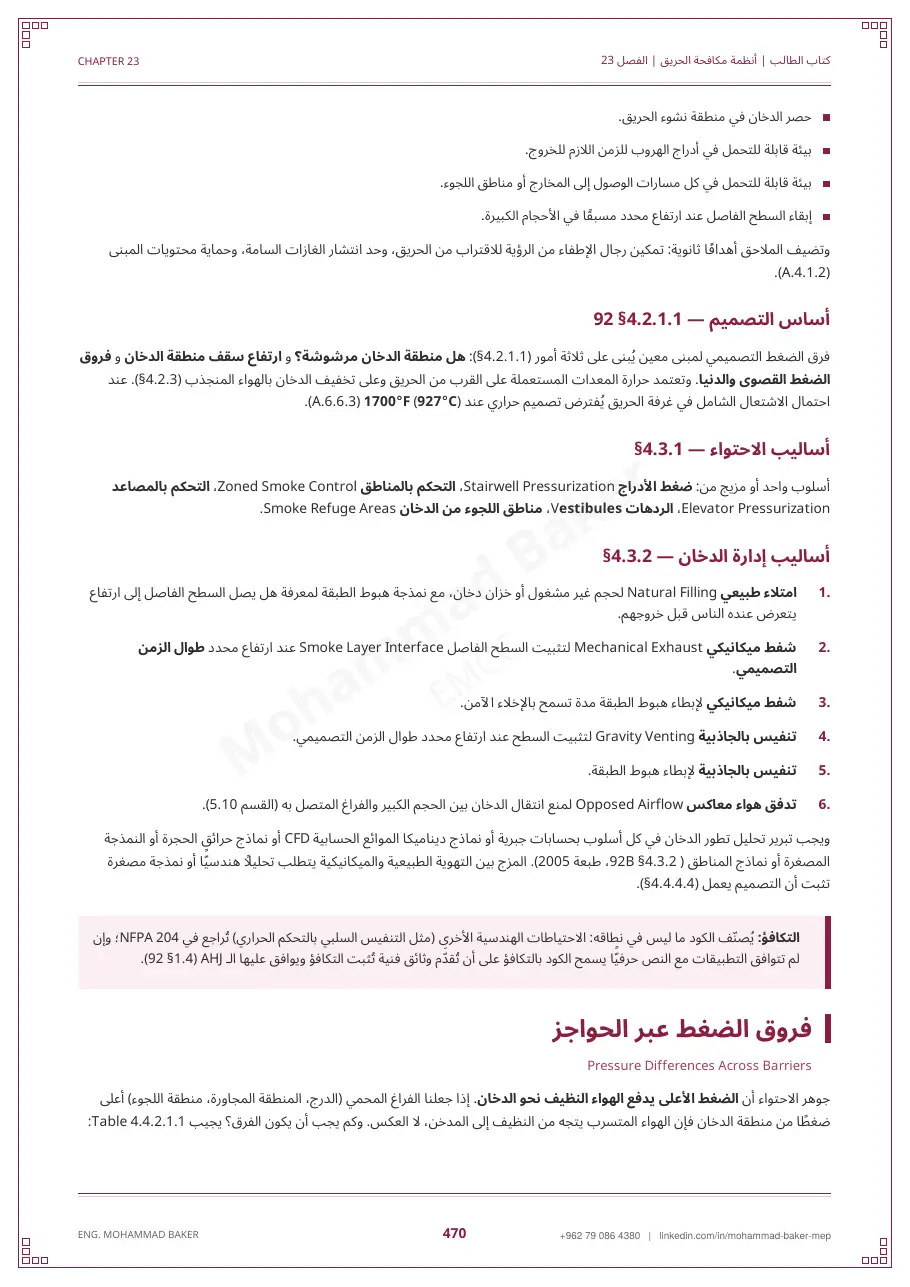 كتاب الطالب | أنظمة مكافحة الحريق | الفصل 23
CHAPTER 23
حصر الدخان في منطقة نشوء الحريق.
بيئة قابلة للتحمل في أدراج الهروب للزمن اللازم للخروج.
بيئة قابلة للتحمل في كل مسارات الوصول إلى المخارج أو مناطق اللجوء.
إبقاء السطح الفاصل عند ارتفاع محدد مسبقًا في الأحجام الكبيرة.
وتضيف الملاحق أهدافًا ثانوية: تمكين رجال الإطفاء من الرؤية للاقتراب من الحريق، وحد انتشار الغازات السامة، وحماية محتويات المبنى
(A.4.1.2).
أساس التصميم — 92 §4.2.1.1
فرق الضغط التصميمي لمبنى معين يُبنى على ثلاثة أمور (§4.2.1.1): هل منطقة الدخان مرشوشة؟ و ارتفاع سقف منطقة الدخان و فروق
الضغط القصوى والدنيا. وتعتمد حرارة المعدات المستعملة على القرب من الحريق وعلى تخفيف الدخان بالهواء المنجذب (§4.2.3). عند
احتمال الاشتعال الشامل في غرفة الحريق يُفترض تصميم حراري عند 1700°F (927°C) (A.6.6.3).
أساليب الاحتواء — §4.3.1
أسلوب واحد أو مزيج من: ضغط الأدراج Stairwell Pressurization، التحكم بالمناطق Zoned Smoke Control، التحكم بالمصاعد
Elevator Pressurization، الردهات Vestibules، مناطق اللجوء من الدخان Smoke Refuge Areas.
أساليب إدارة الدخان — §4.3.2
1. امتلاء طبيعي Natural Filling لحجم غير مشغول أو خزان دخان، مع نمذجة هبوط الطبقة لمعرفة هل يصل السطح الفاصل إلى ارتفاع
يتعرض عنده الناس قبل خروجهم.
2. شفط ميكانيكي Mechanical Exhaust لتثبيت السطح الفاصل Smoke Layer Interface عند ارتفاع محدد طوال الزمن
التصميمي.
3. شفط ميكانيكي لإبطاء هبوط الطبقة مدة تسمح بالإخلاء الآمن.
4. تنفيس بالجاذبية Gravity Venting لتثبيت السطح عند ارتفاع محدد طوال الزمن التصميمي.
5. تنفيس بالجاذبية لإبطاء هبوط الطبقة.
6. تدفق هواء معاكس Opposed Airflow لمنع انتقال الدخان بين الحجم الكبير والفراغ المتصل به (القسم 5.10).
ويجب تبرير تحليل تطور الدخان في كل أسلوب بحسابات جبرية أو نماذج ديناميكا الموائع الحسابية CFD أو نماذج حرائق الحجرة أو النمذجة
المصغرة أو نماذج المناطق (92B §4.3.2، طبعة 2005). المزج بين التهوية الطبيعية والميكانيكية يتطلب تحليلًا هندسيًا أو نمذجة مصغرة
تثبت أن التصميم يعمل (§4.4.4.4).
التكافؤ: يُصنّف الكود ما ليس في نطاقه: الاحتياطات الهندسية الأخرى (مثل التنفيس السلبي بالتحكم الحراري) تُراجع في NFPA 204؛ وإن
لم تتوافق التطبيقات مع النص حرفيًا يسمح الكود بالتكافؤ على أن تُقدَّم وثائق فنية تُثبت التكافؤ ويوافق عليها الـ AHJ (92 §1.4).
فروق الضغط عبر الحواجز
Pressure Differences Across Barriers
جوهر الاحتواء أن الضغط الأعلى يدفع الهواء النظيف نحو الدخان. إذا جعلنا الفراغ المحمي (الدرج، المنطقة المجاورة، منطقة اللجوء) أعلى
ضغطًا من منطقة الدخان فإن الهواء المتسرب يتجه من النظيف إلى المدخن، لا العكس. وكم يجب أن يكون الفرق؟ يجيب Table 4.4.2.1.1:
Mohammad Baker
EMCE
ENG. MOHAMMAD BAKER
470
+962 79 086 4380 | linkedin.com/in/mohammad-baker-mep